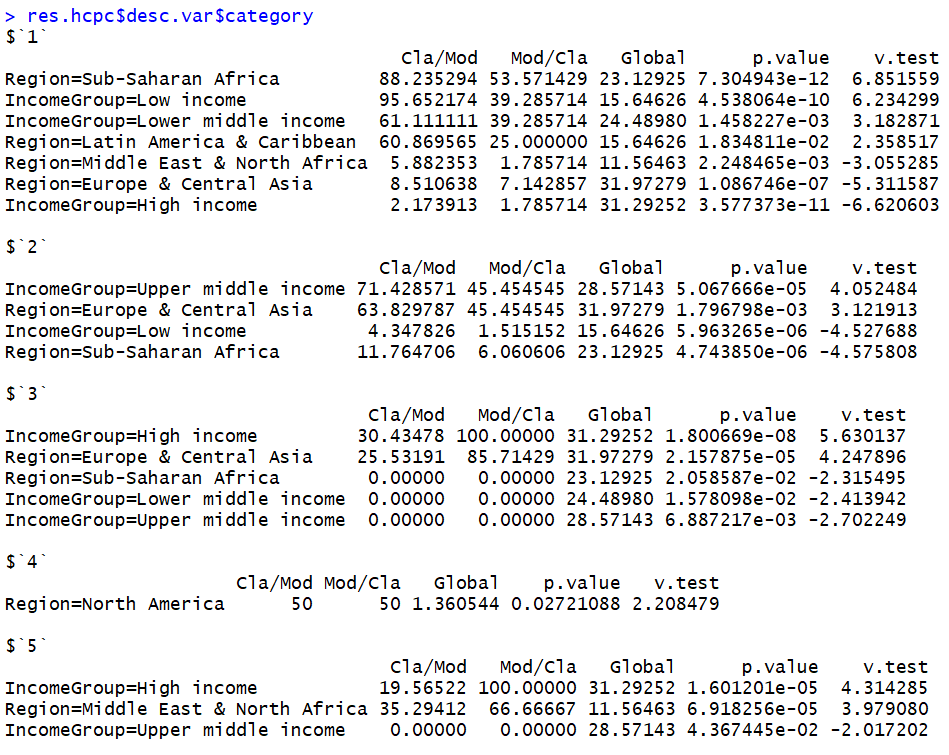 > res.hcpc$desc.var$category
$`1`
                                     Cla/Mod   Mod/Cla   Global      p.value    v.test
Region=Sub-Saharan Africa         88.235294 53.571429 23.12925 7.304943e-12  6.851559
IncomeGroup=Low income            95.652174 39.285714 15.64626 4.538064e-10  6.234299
IncomeGroup=Lower middle income   61.111111 39.285714 24.48980 1.458227e-03  3.182871
Region=Latin America & Caribbean  60.869565 25.000000 15.64626 1.834811e-02  2.358517
Region=Middle East & North Africa  5.882353  1.785714 11.56463 2.248465e-03 -3.055285
Region=Europe & Central Asia       8.510638  7.142857 31.97279 1.086746e-07 -5.311587
IncomeGroup=High income            2.173913  1.785714 31.29252 3.577373e-11 -6.620603
$`2`
                                  Cla/Mod   Mod/Cla   Global      p.value    v.test
IncomeGroup=Upper middle income 71.428571 45.454545 28.57143 5.067666e-05  4.052484
Region=Europe & Central Asia    63.829787 45.454545 31.97279 1.796798e-03  3.121913
IncomeGroup=Low income           4.347826  1.515152 15.64626 5.963265e-06 -4.527688
Region=Sub-Saharan Africa       11.764706  6.060606 23.12925 4.743850e-06 -4.575808
$`3`
                                 Cla/Mod   Mod/Cla   Global      p.value    v.test
IncomeGroup=High income         30.43478 100.00000 31.29252 1.800669e-08  5.630137
Region=Europe & Central Asia    25.53191  85.71429 31.97279 2.157875e-05  4.247896
Region=Sub-Saharan Africa        0.00000   0.00000 23.12925 2.058587e-02 -2.315495
IncomeGroup=Lower middle income  0.00000   0.00000 24.48980 1.578098e-02 -2.413942
IncomeGroup=Upper middle income  0.00000   0.00000 28.57143 6.887217e-03 -2.702249
$`4`
                     Cla/Mod Mod/Cla   Global    p.value   v.test
Region=North America      50      50 1.360544 0.02721088 2.208479
$`5`
                                   Cla/Mod   Mod/Cla   Global      p.value    v.test
IncomeGroup=High income           19.56522 100.00000 31.29252 1.601201e-05  4.314285
Region=Middle East & North Africa 35.29412  66.66667 11.56463 6.918256e-05  3.979080
IncomeGroup=Upper middle income    0.00000   0.00000 28.57143 4.367445e-02 -2.017202